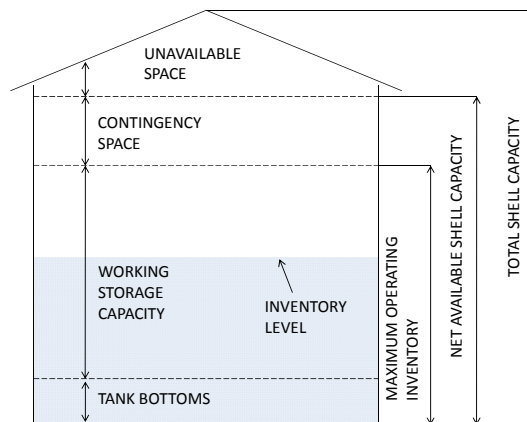 UNAVAILABLE
SPACE
CONTINGENCY
SPACE
WORKING
STORAGE
CAPACITY
INVENTORY
LEVEL
TANK BOTTOMS
MAXIMUM OPERATING
INVENTORY
NET AVAILABLE SHELL CAPACITY
TOTAL SHELL CAPACITY